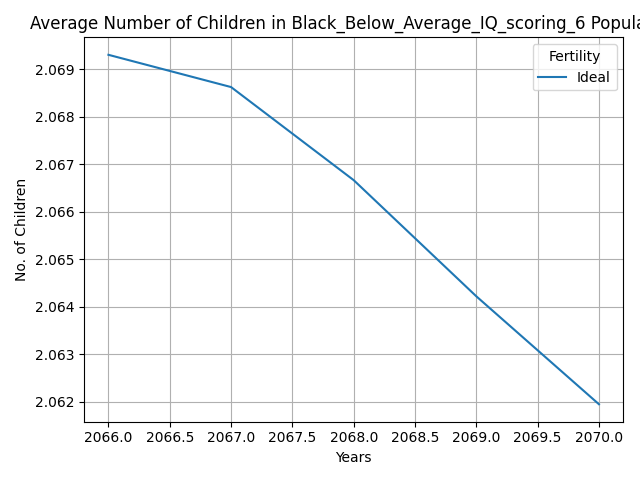 Average Number of Children in Black_Below_Average_IQ_scoring_6 Popula
Fertility
Ideal
2.069
2.068
2.067
2.066
2.065
2.064
2.063
2.062
No. of Children
2066.0 2066.5 2067.0 2067.5 2068.0 2068.5 2069.0 2069.5 2070.0
Years